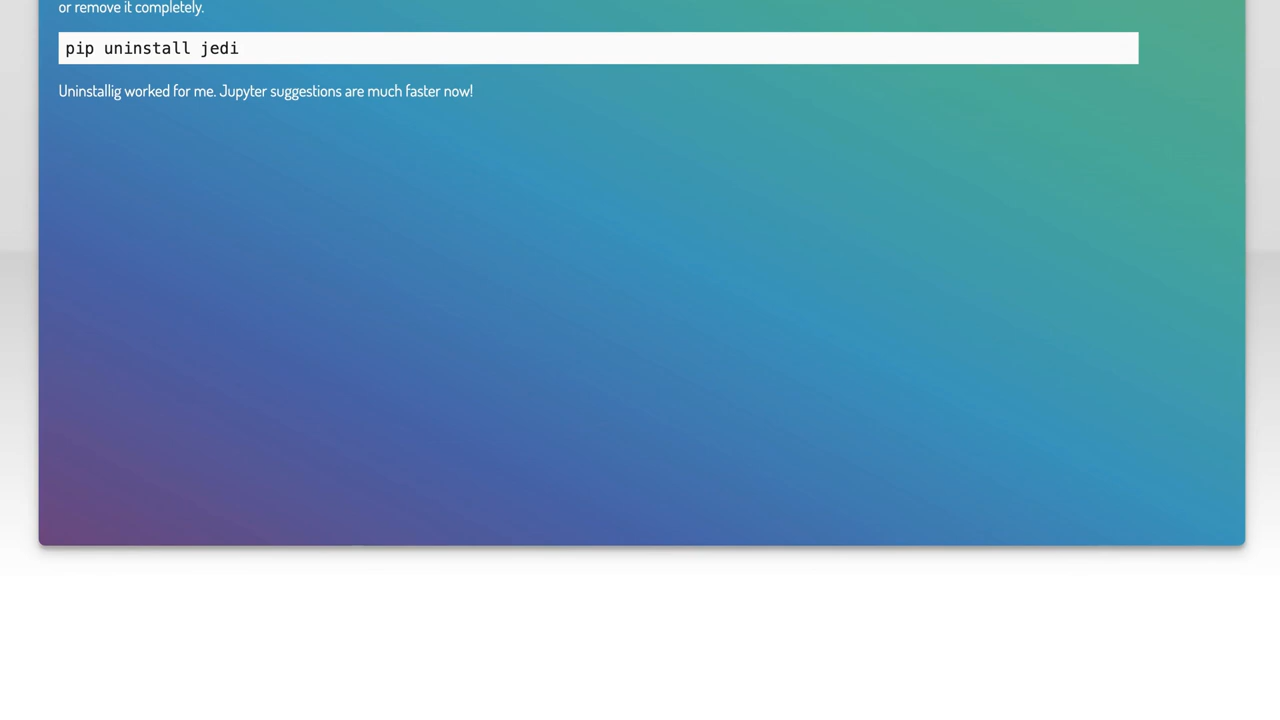 or remove it completely.
pip uninstall jedi
Uninstallig worked for me. Jupyter suggestions are much faster now!